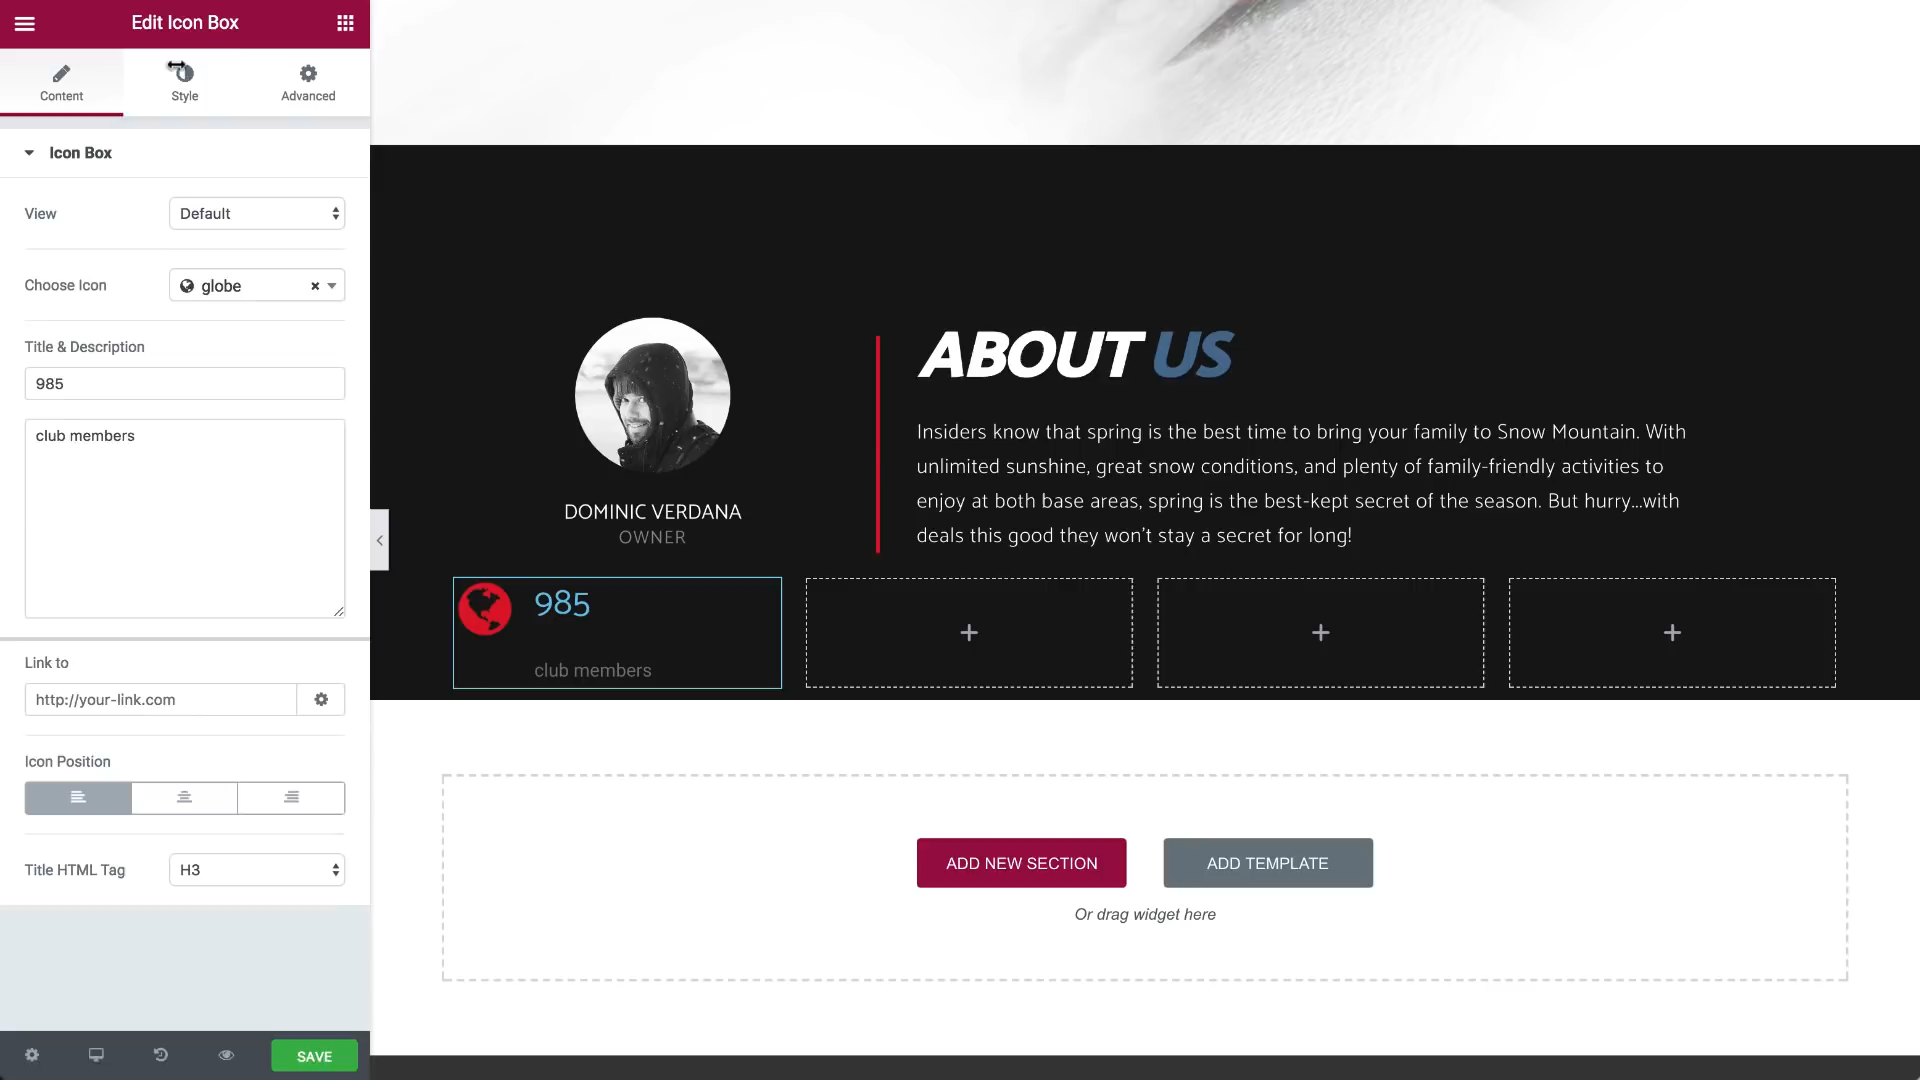 Edit Icon Box
Content
Style
Advanced
Icon Box
View
Default
Choose Icon
globe
Title & Description
985
club members
Link to
http://your-link.com
Icon Position
Title HTML Tag
H3
SAVE
ABOUT US
Insiders know that spring is the best time to bring your family to Snow Mountain. With
unlimited sunshine, great snow conditions, and plenty of family-friendly activities to
enjoy at both base areas, spring is the best-kept secret of the season. But hurry...with
deals this good they won't stay a secret for long!
DOMINIC VERDANA
OWNER
985
club members
ADD NEW SECTION
ADD TEMPLATE
Or drag widget here